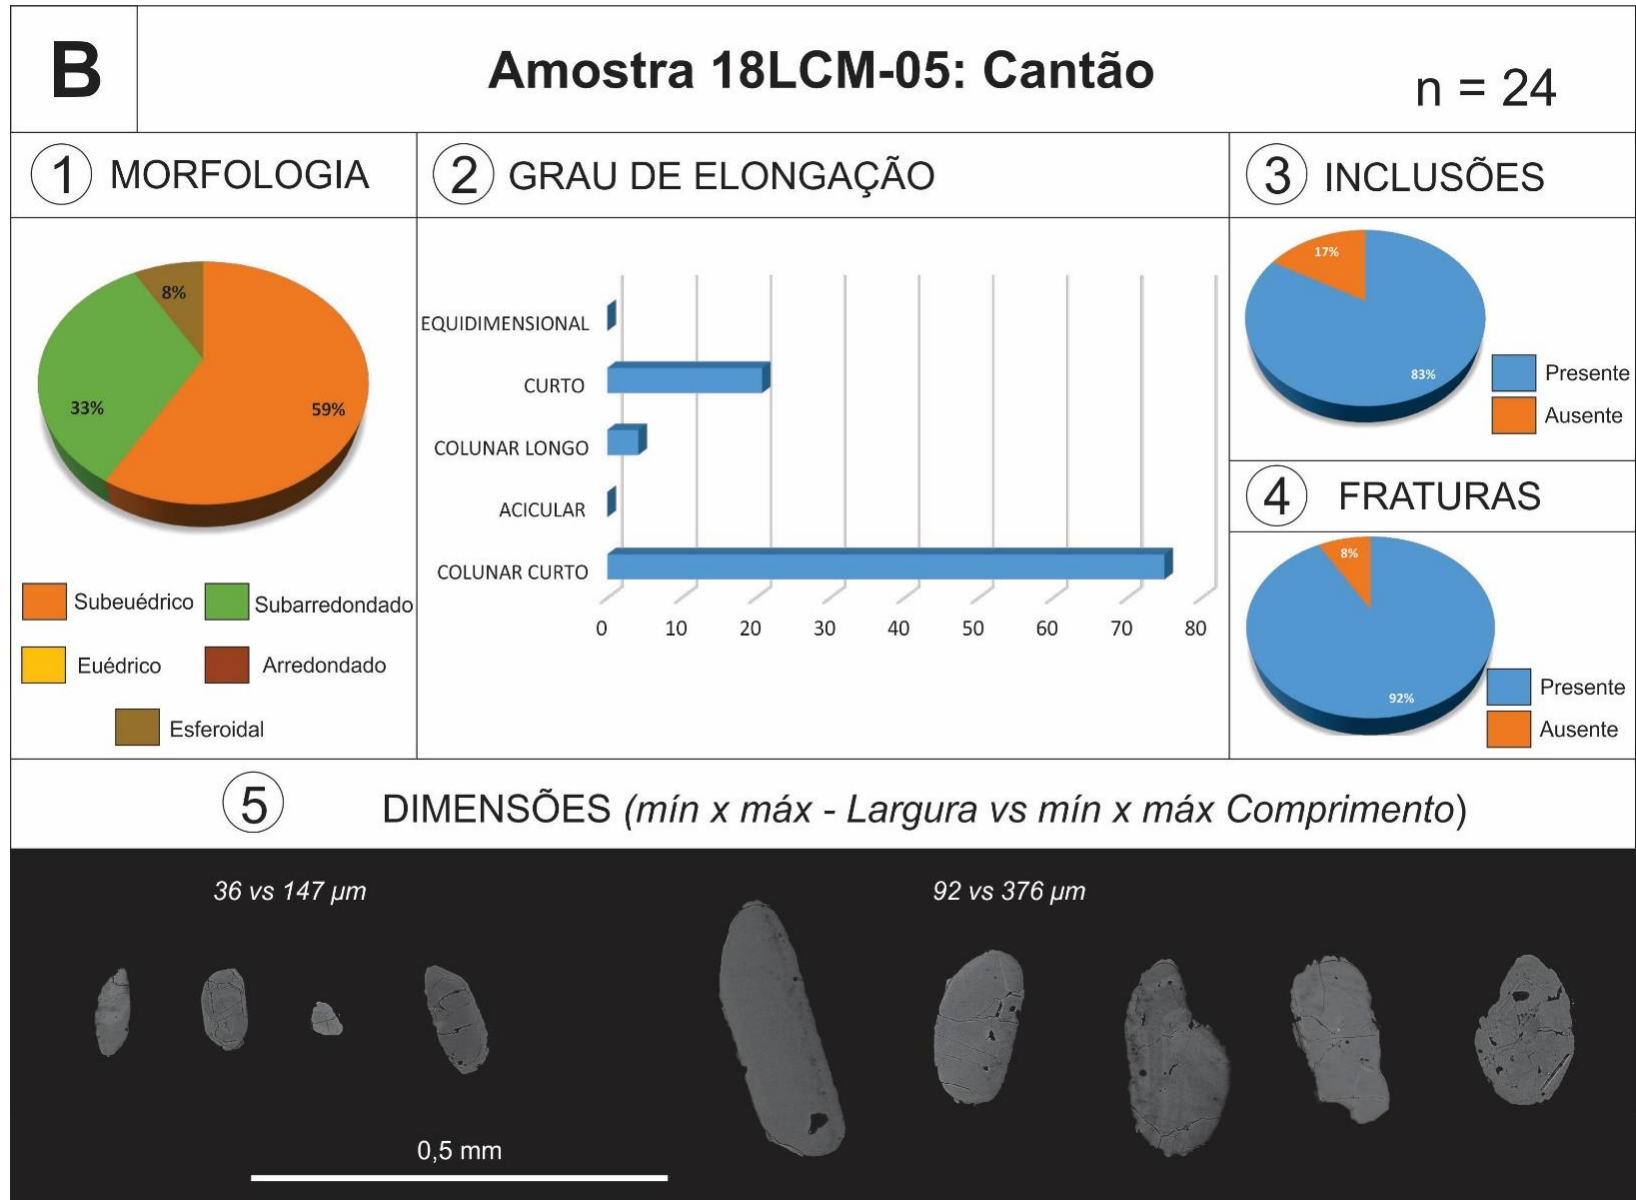 B
Amostra 18LCM-05: Cantão
n = 24
1 MORFOLOGIA
8%
33%
59%
Subeuédrico
Subarredondado
Euédrico
Arredondado
Esferoidal
2 GRAU DE ELONGAÇÃO
EQUIDIMENSIONAL
CURTO
COLUNAR LONGO
ACICULAR
COLUNAR CURTO
0 10 20 30 40 50 60 70 80
3 INCLUSÕES
17%
83%
Presente
Ausente
4 FRATURAS
8%
92%
Presente
Ausente
5 DIMENSÕES (mín x máx - Largura vs mín x máx Comprimento)
36 vs 147 µm
92 vs 376 µm
0,5 mm